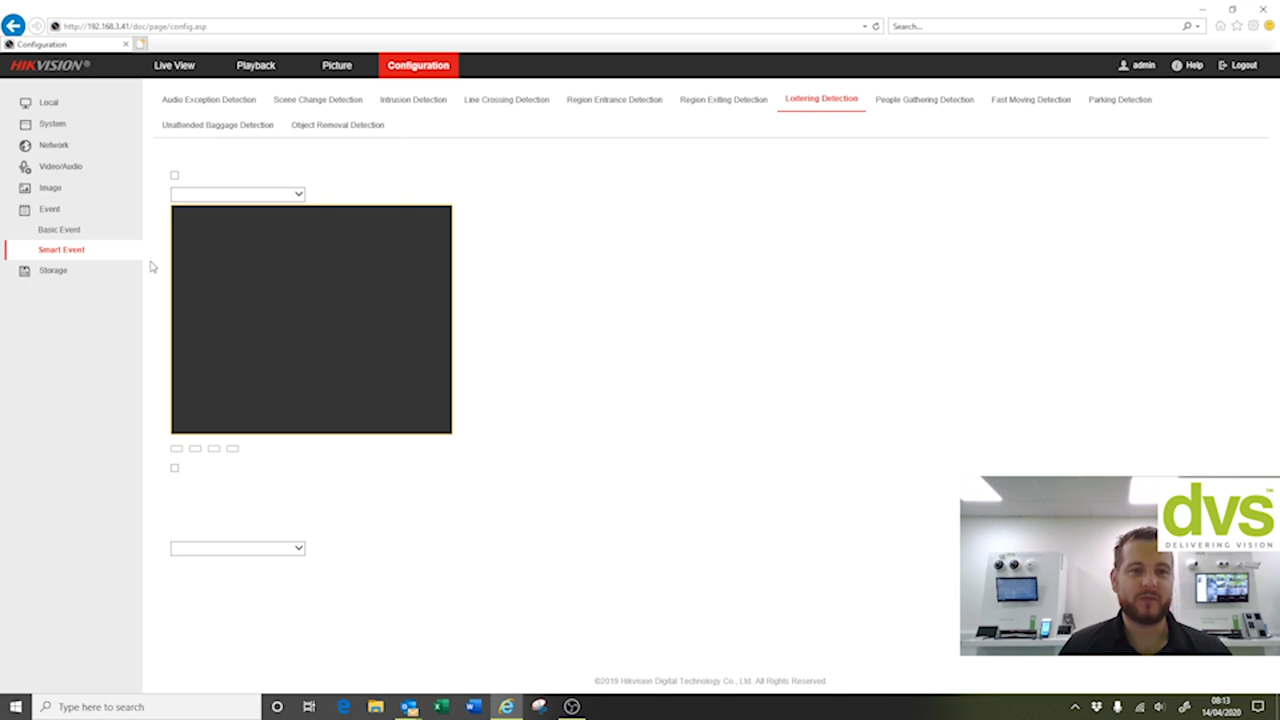 http://192.168.3.41/doc/page/config.asp
Search...
Configuration
HIKVISION®
Live View
Playback
Picture
Configuration
admin
Help
Logout
Local
System
Network
Video/Audio
Image
Event
Basic Event
Smart Event
Storage
Audio Exception Detection
Scene Change Detection
Intrusion Detection
Line Crossing Detection
Region Entrance Detection
Region Exiting Detection
Loitering Detection
People Gathering Detection
Fast Moving Detection
Parking Detection
Unattended Baggage Detection
Object Removal Detection
dvs™
DELIVERING VISION
©2019 Hikvision Digital Technology Co., Ltd. All Rights Reserved.
Type here to search
08:13
14/04/2020